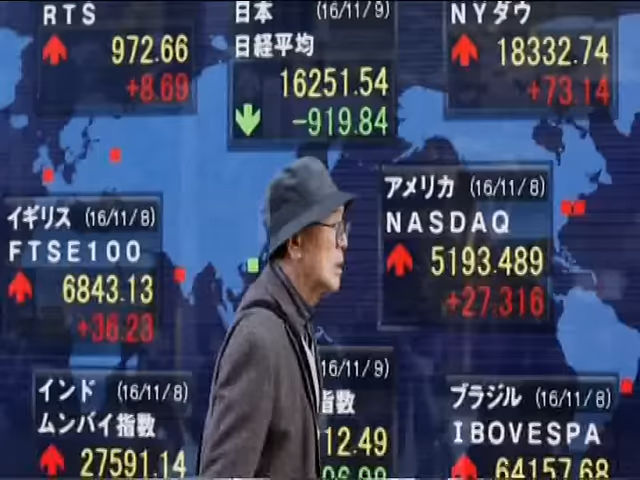 RTS
972.66
+8.69
日本 (16/11/9)
日経平均
16251.54
-919.84
NYダウ
18332.74
+73.14
イギリス (16/11/8)
FTSE100
6843.13
+36.23
アメリカ (16/11/8)
NASDAQ
5193.489
+27.316
インド (16/11/8)
ムンバイ指数
27591.14
16/11/9)
指数
12.49
ブラジル (16/11/8)
IBOVESPA
64157.68